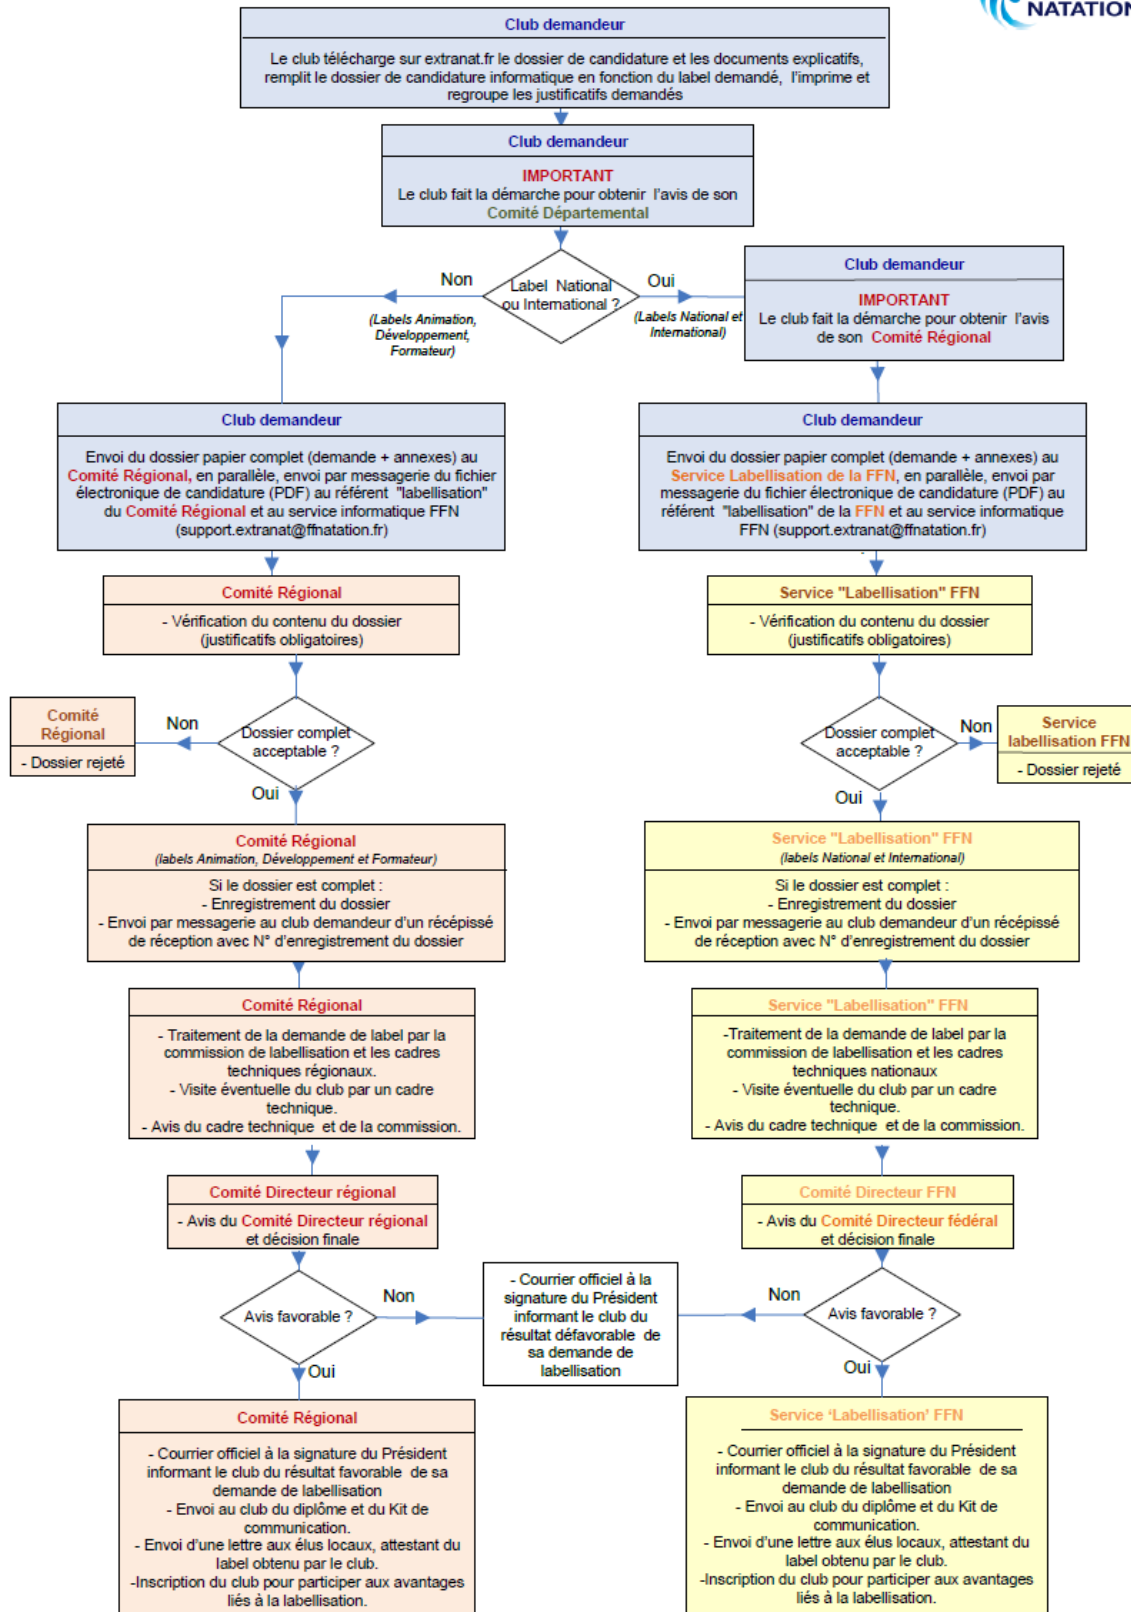 NATATION
Club demandeur
Le club télécharge sur extranat.fr le dossier de candidature et les documents explicatifs,
remplit le dossier de candidature informatique en fonction du label demandé, l'imprime et
regroupe les justificatifs demandés
Club demandeur
IMPORTANT
Le club fait la démarche pour obtenir l'avis de son
Comité Départemental
Non
Label National
ou International ?
Oui
(Labels Animation,
Développement,
Formateur)
(Labels National et
International)
Club demandeur
IMPORTANT
Le club fait la démarche pour obtenir l'avis
de son Comité Régional
Club demandeur
Envoi du dossier papier complet (demande + annexes) au
Comité Régional, en parallèle, envoi par messagerie du fichier
électronique de candidature (PDF) au référent "labellisation"
du Comité Régional et au service informatique FFN
(support.extranat@ffnatation.fr)
Club demandeur
Envoi du dossier papier complet (demande + annexes) au
Service Labellisation de la FFN, en parallèle, envoi par
messagerie du fichier électronique de candidature (PDF) au
référent "labellisation" de la FFN et au service informatique
FFN (support.extranat@ffnatation.fr)
Comité Régional
- Vérification du contenu du dossier
(justificatifs obligatoires)
Service "Labellisation" FFN
- Vérification du contenu du dossier
(justificatifs obligatoires)
Comité
Régional
- Dossier rejeté
Non
Dossier complet
acceptable ?
Oui
Dossier complet
acceptable ?
Non
Service
labellisation FFN
- Dossier rejeté
Oui
Comité Régional
(labels Animation, Développement et Formateur)
Si le dossier est complet :
- Enregistrement du dossier
- Envoi par messagerie au club demandeur d'un récépissé
de réception avec N° d'enregistrement du dossier
Service "Labellisation" FFN
(labels National et International)
Si le dossier est complet :
- Enregistrement du dossier
- Envoi par messagerie au club demandeur d'un récépissé
de réception avec N° d'enregistrement du dossier
Comité Régional
- Traitement de la demande de label par la
commission de labellisation et les cadres
techniques régionaux.
- Visite éventuelle du club par un cadre
technique.
- Avis du cadre technique et de la commission.
Service "Labellisation" FFN
-Traitement de la demande de label par la
commission de labellisation et les cadres
techniques nationaux
- Visite éventuelle du club par un cadre
technique.
- Avis du cadre technique et de la commission.
Comité Directeur régional
- Avis du Comité Directeur régional
et décision finale
Comité Directeur FFN
- Avis du Comité Directeur fédéral
et décision finale
Avis favorable ?
Non
- Courrier officiel à la
signature du Président
informant le club du
résultat défavorable de
sa demande de
labellisation
Non
Avis favorable ?
Oui
Oui
Comité Régional
- Courrier officiel à la signature du Président
informant le club du résultat favorable de sa
demande de labellisation
- Envoi au club du diplôme et du Kit de
communication.
- Envoi d'une lettre aux élus locaux, attestant du
label obtenu par le club.
-Inscription du club pour participer aux avantages
liés à la labellisation.
Service 'Labellisation' FFN
- Courrier officiel à la signature du Président
informant le club du résultat favorable de sa
demande de labellisation
- Envoi au club du diplôme et du Kit de
communication.
- Envoi d'une lettre aux élus locaux, attestant du
label obtenu par le club.
-Inscription du club pour participer aux avantages
liés à la labellisation.